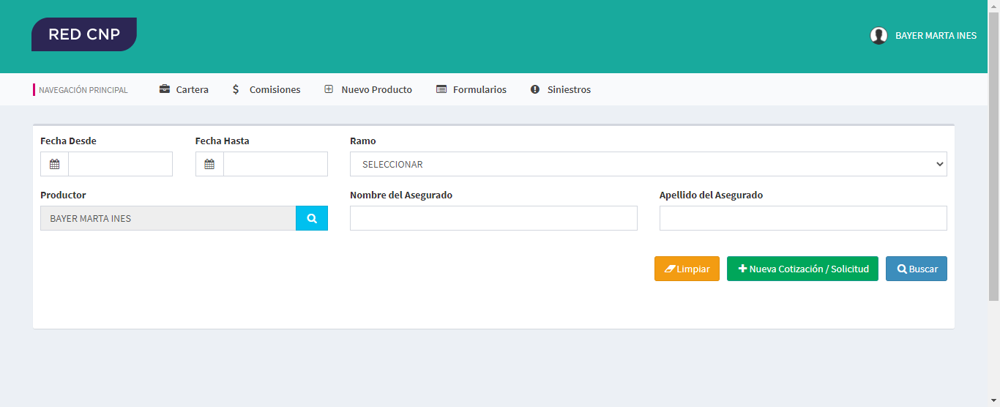 RED CNP
BAYER MARTA INES
NAVEGACIÓN PRINCIPAL Cartera $ Comisiones Nuevo Producto Formularios Siniestros
Fecha Desde Fecha Hasta Ramo
SELECCIONAR
Productor Nombre del Asegurado Apellido del Asegurado
BAYER MARTA INES
Limpiar Nueva Cotización / Solicitud Buscar